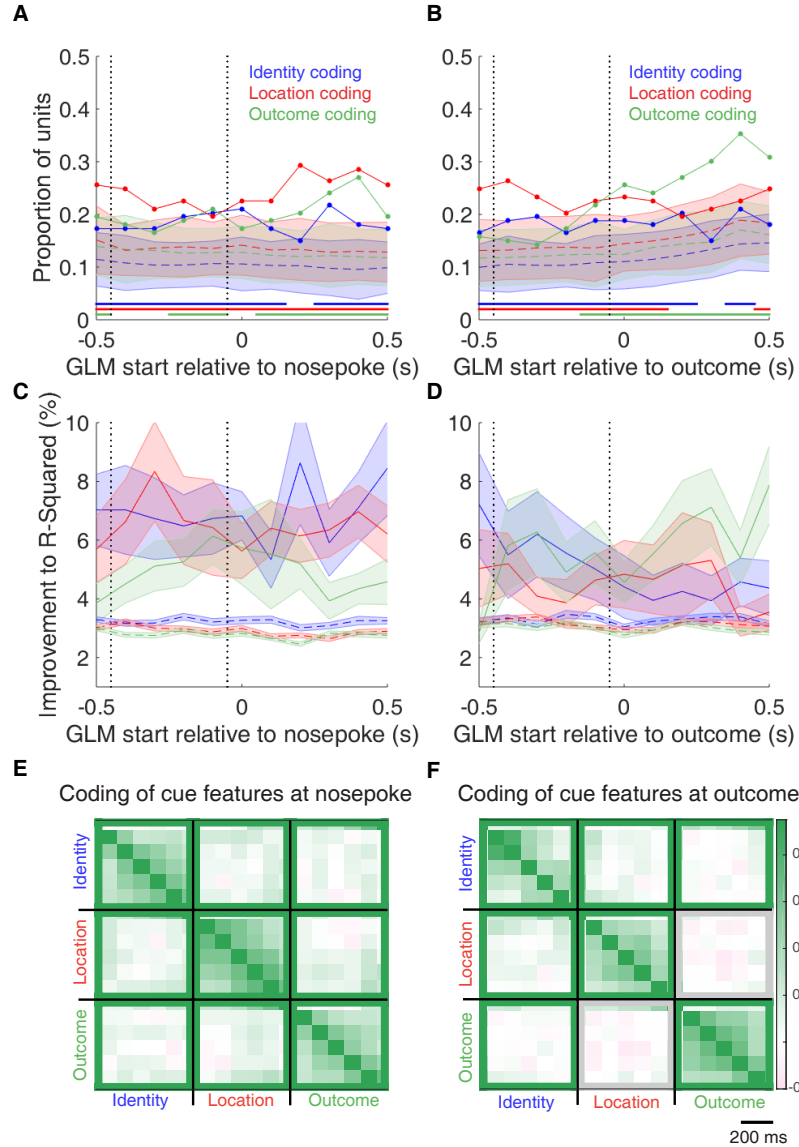 A
B
0.5
0.4
0.3
0.2
0.1
0
Proportion of units
Identity coding
Location coding
Outcome coding
-0.5
0
0.5
GLM start relative to nosepoke (s)
0.5
0.4
0.3
0.2
0.1
0
Identity coding
Location coding
Outcome coding
-0.5
0
0.5
GLM start relative to outcome (s)
C
D
10
8
6
4
2
Improvement to R-Squared (%)
-0.5
0
0.5
GLM start relative to nosepoke (s)
10
8
6
4
2
-0.5
0
0.5
GLM start relative to outcome (s)
E
F
Coding of cue features at nosepoke
Identity
Location
Outcome
Identity
Location
Outcome
Coding of cue features at outcome
Identity
Location
Outcome
Identity
Location
Outcome
200 ms